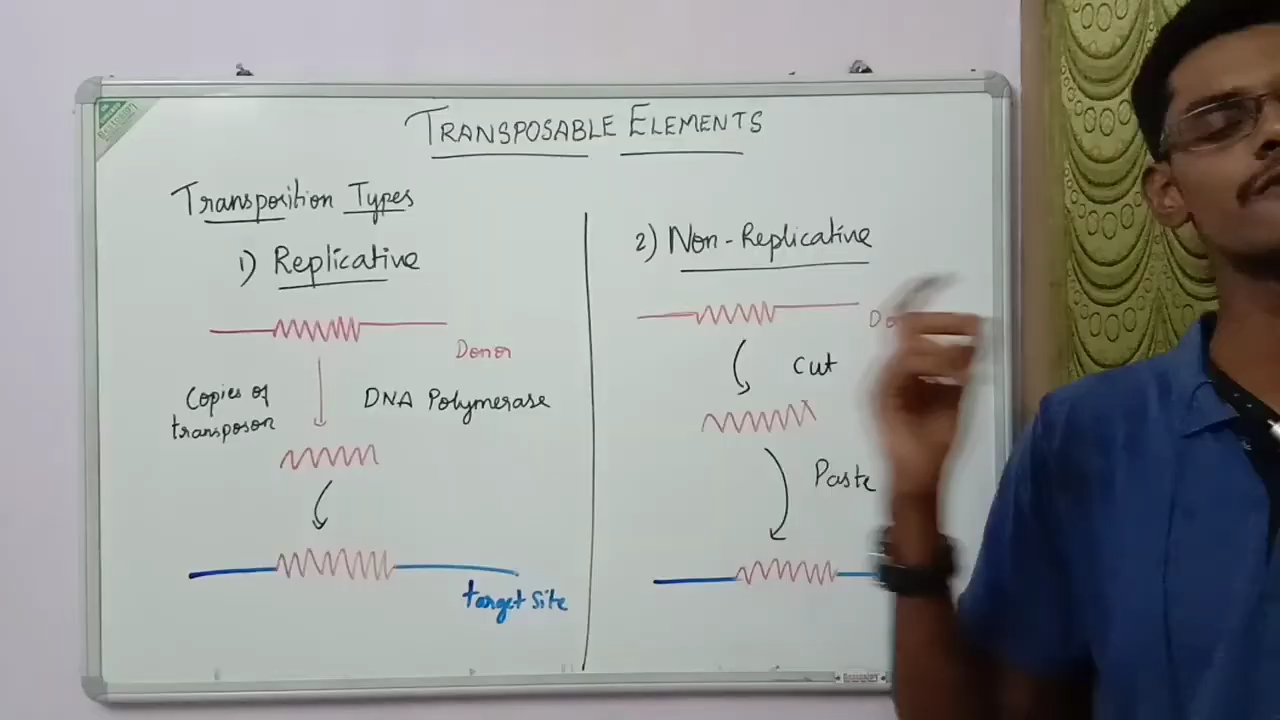 TRANSPOSABLE ELEMENTS
Transposition Types
1) Replicative
Donor
Copies of
transposon
DNA Polymerase
target site
2) Non-Replicative
Cut
Paste